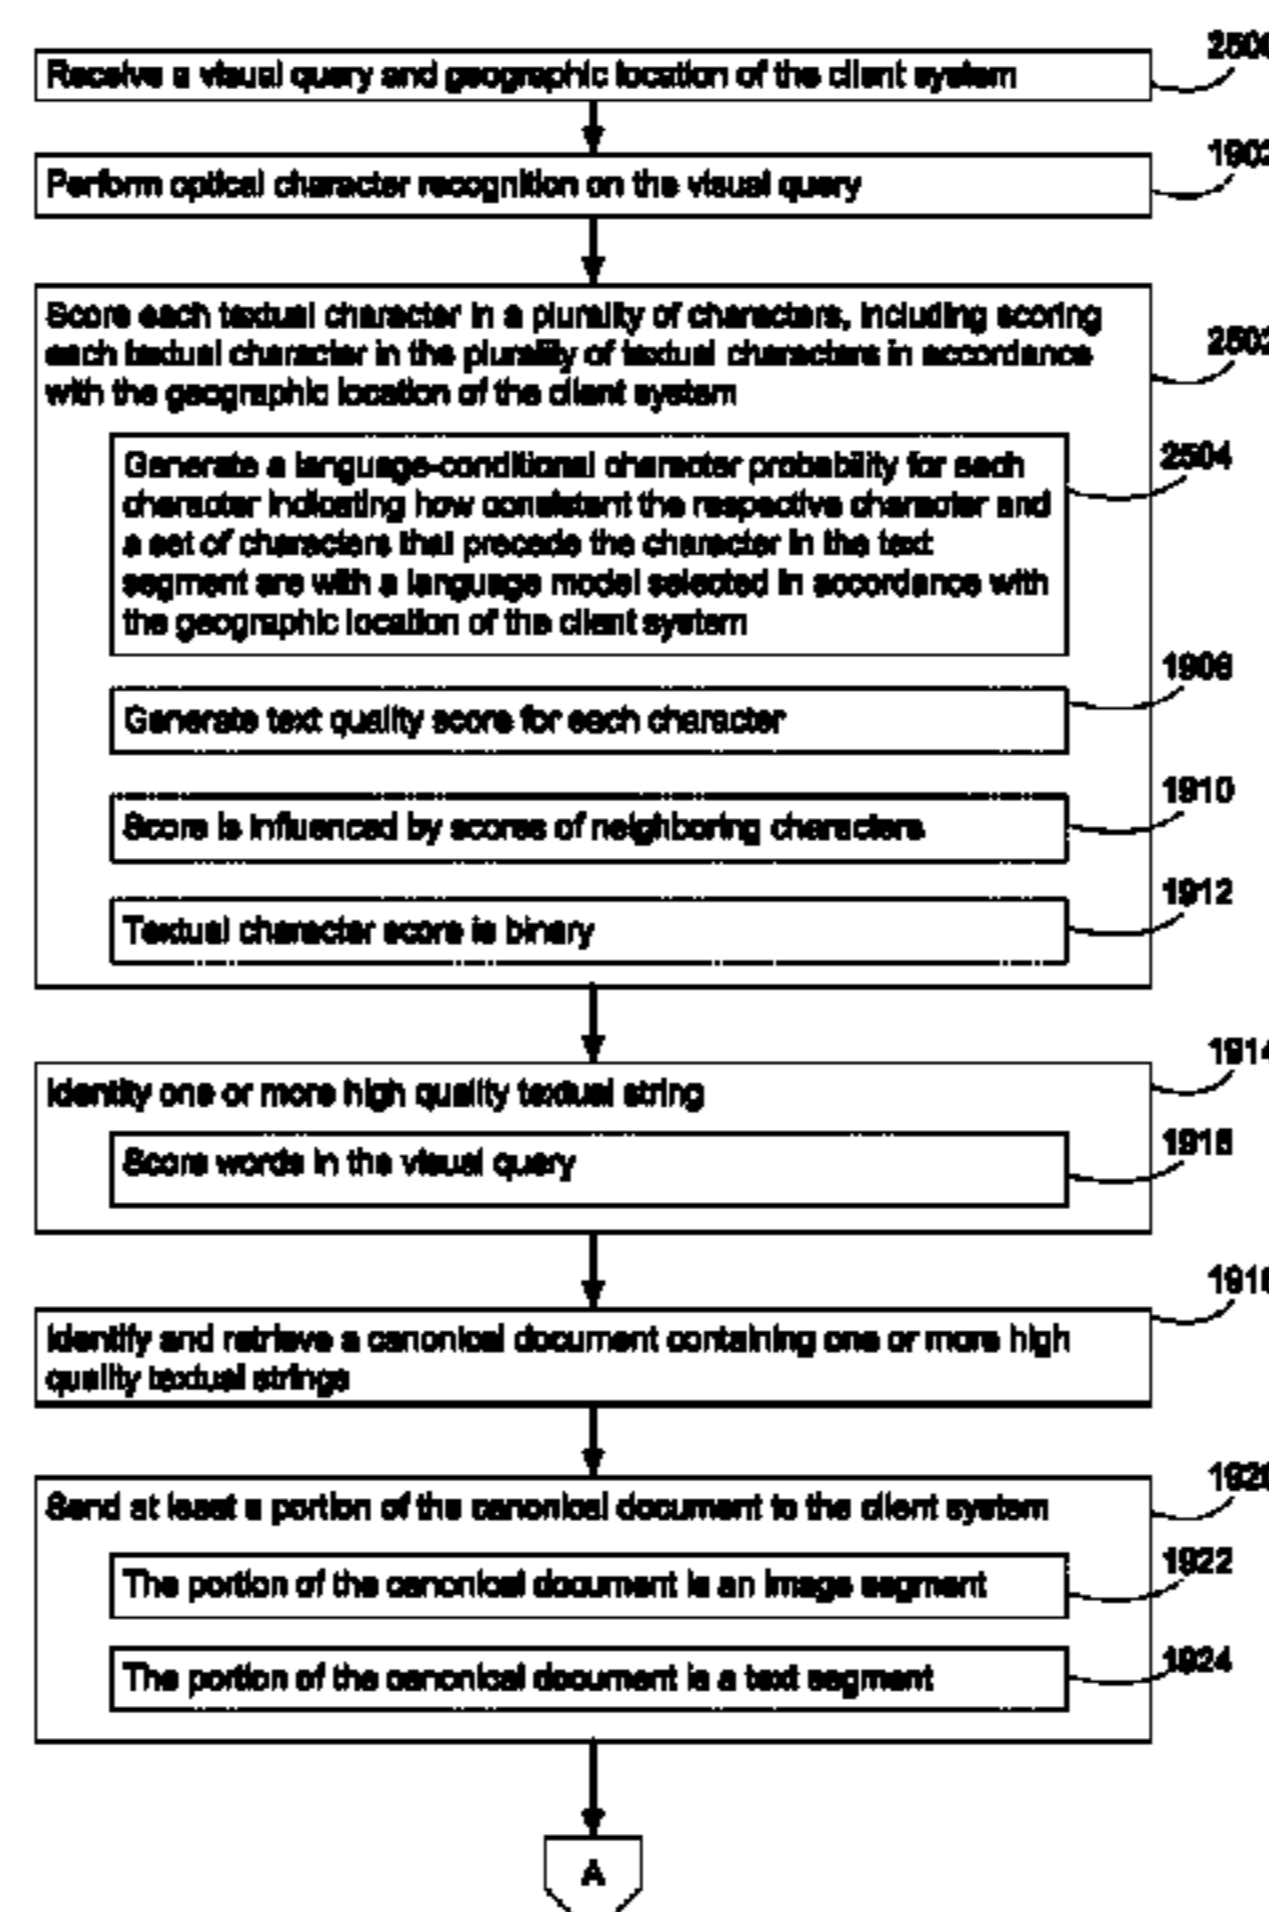 Receive a visual query and geographic location of the client system
2500
Perform optical character recognition on the visual query
1902
Score each textual character in a plurality of characters, including scoring
each textual character in the plurality of textual characters in accordance
with the geographic location of the client system
2502
Generate a language-conditional character probability for each
character indicating how consistent the respective character and
a set of characters that precede the character in the text
segment are with a language model selected in accordance with
the geographic location of the client system
2504
Generate text quality score for each character
1908
Score is influenced by scores of neighboring characters
1910
Textual character score is binary
1912
Identify one or more high quality textual string
1914
Score words in the visual query
1916
Identify and retrieve a canonical document containing one or more high
quality textual strings
1918
Send at least a portion of the canonical document to the client system
1920
The portion of the canonical document is an image segment
1922
The portion of the canonical document is a text segment
1924
A